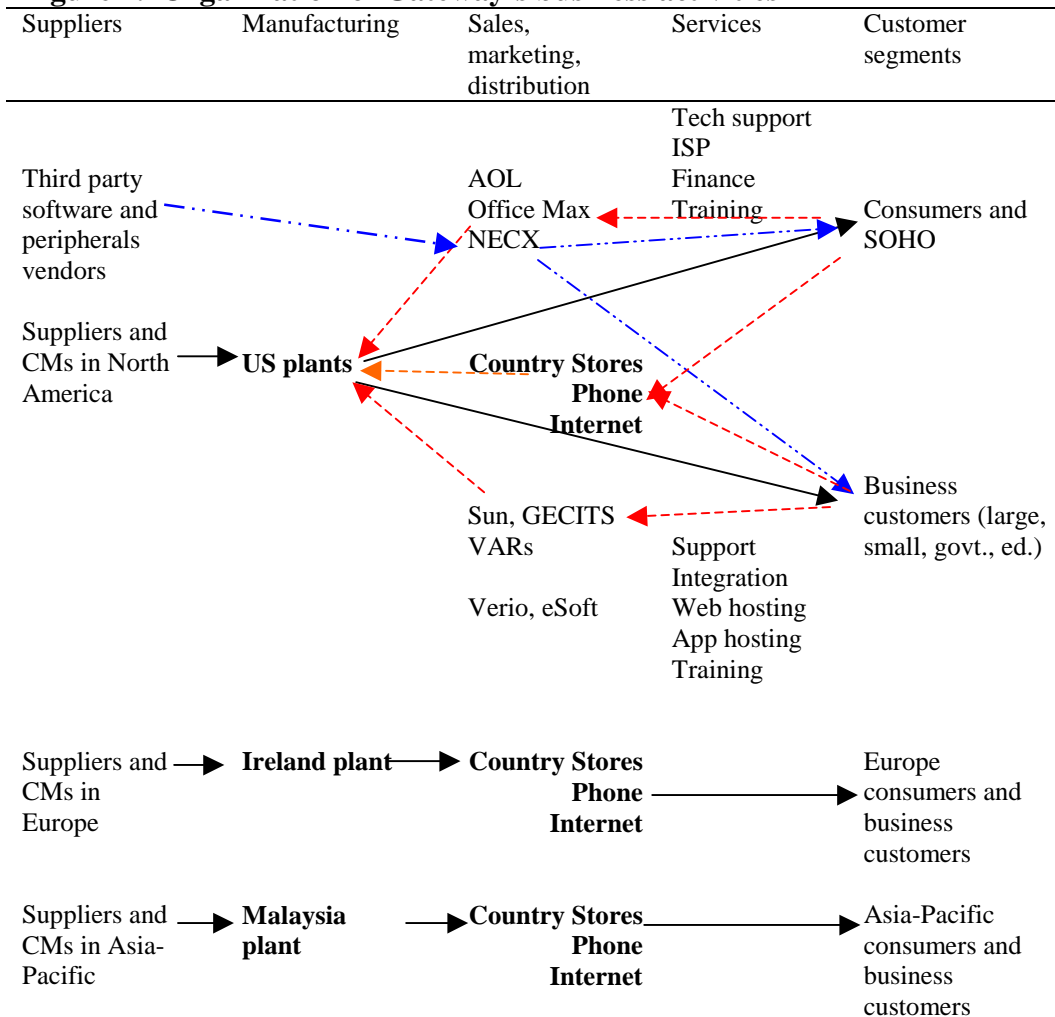 Suppliers
Manufacturing
Sales,
marketing,
distribution
Services
Customer
segments
Third party
software and
peripherals
vendors
AOL
Office Max
NECX
Tech support
ISP
Finance
Training
Consumers and
SOHO
Suppliers and
CMs in North
America
US plants
Country Stores
Phone
Internet
Sun, GECITS
VARs
Verio, eSoft
Support
Integration
Web hosting
App hosting
Training
Business
customers (large,
small, govt., ed.)
Suppliers and
CMs in
Europe
Ireland plant
Country Stores
Phone
Internet
Europe
consumers and
business
customers
Suppliers and
CMs in Asia-
Pacific
Malaysia
plant
Country Stores
Phone
Internet
Asia-Pacific
consumers and
business
customers